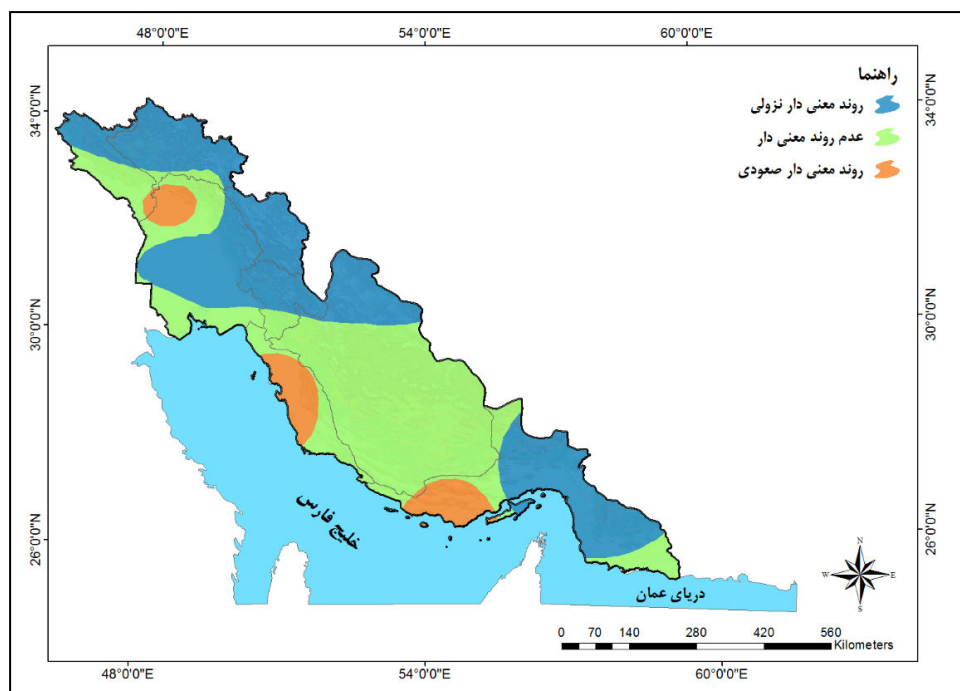 48°0'0"E 54°0'0"E 60°0'0"E
راهنما
روند معنی دار نزولی
عدم روند معنی دار
روند معنی دار صعودی
34°0'0"N 34°0'0"N
30°0'0"N 30°0'0"N
26°0'0"N 26°0'0"N
خلیج فارس
دریای عمان
N
W E
S
0 70 140 280 420 560
Kilometers
48°0'0"E 54°0'0"E 60°0'0"E